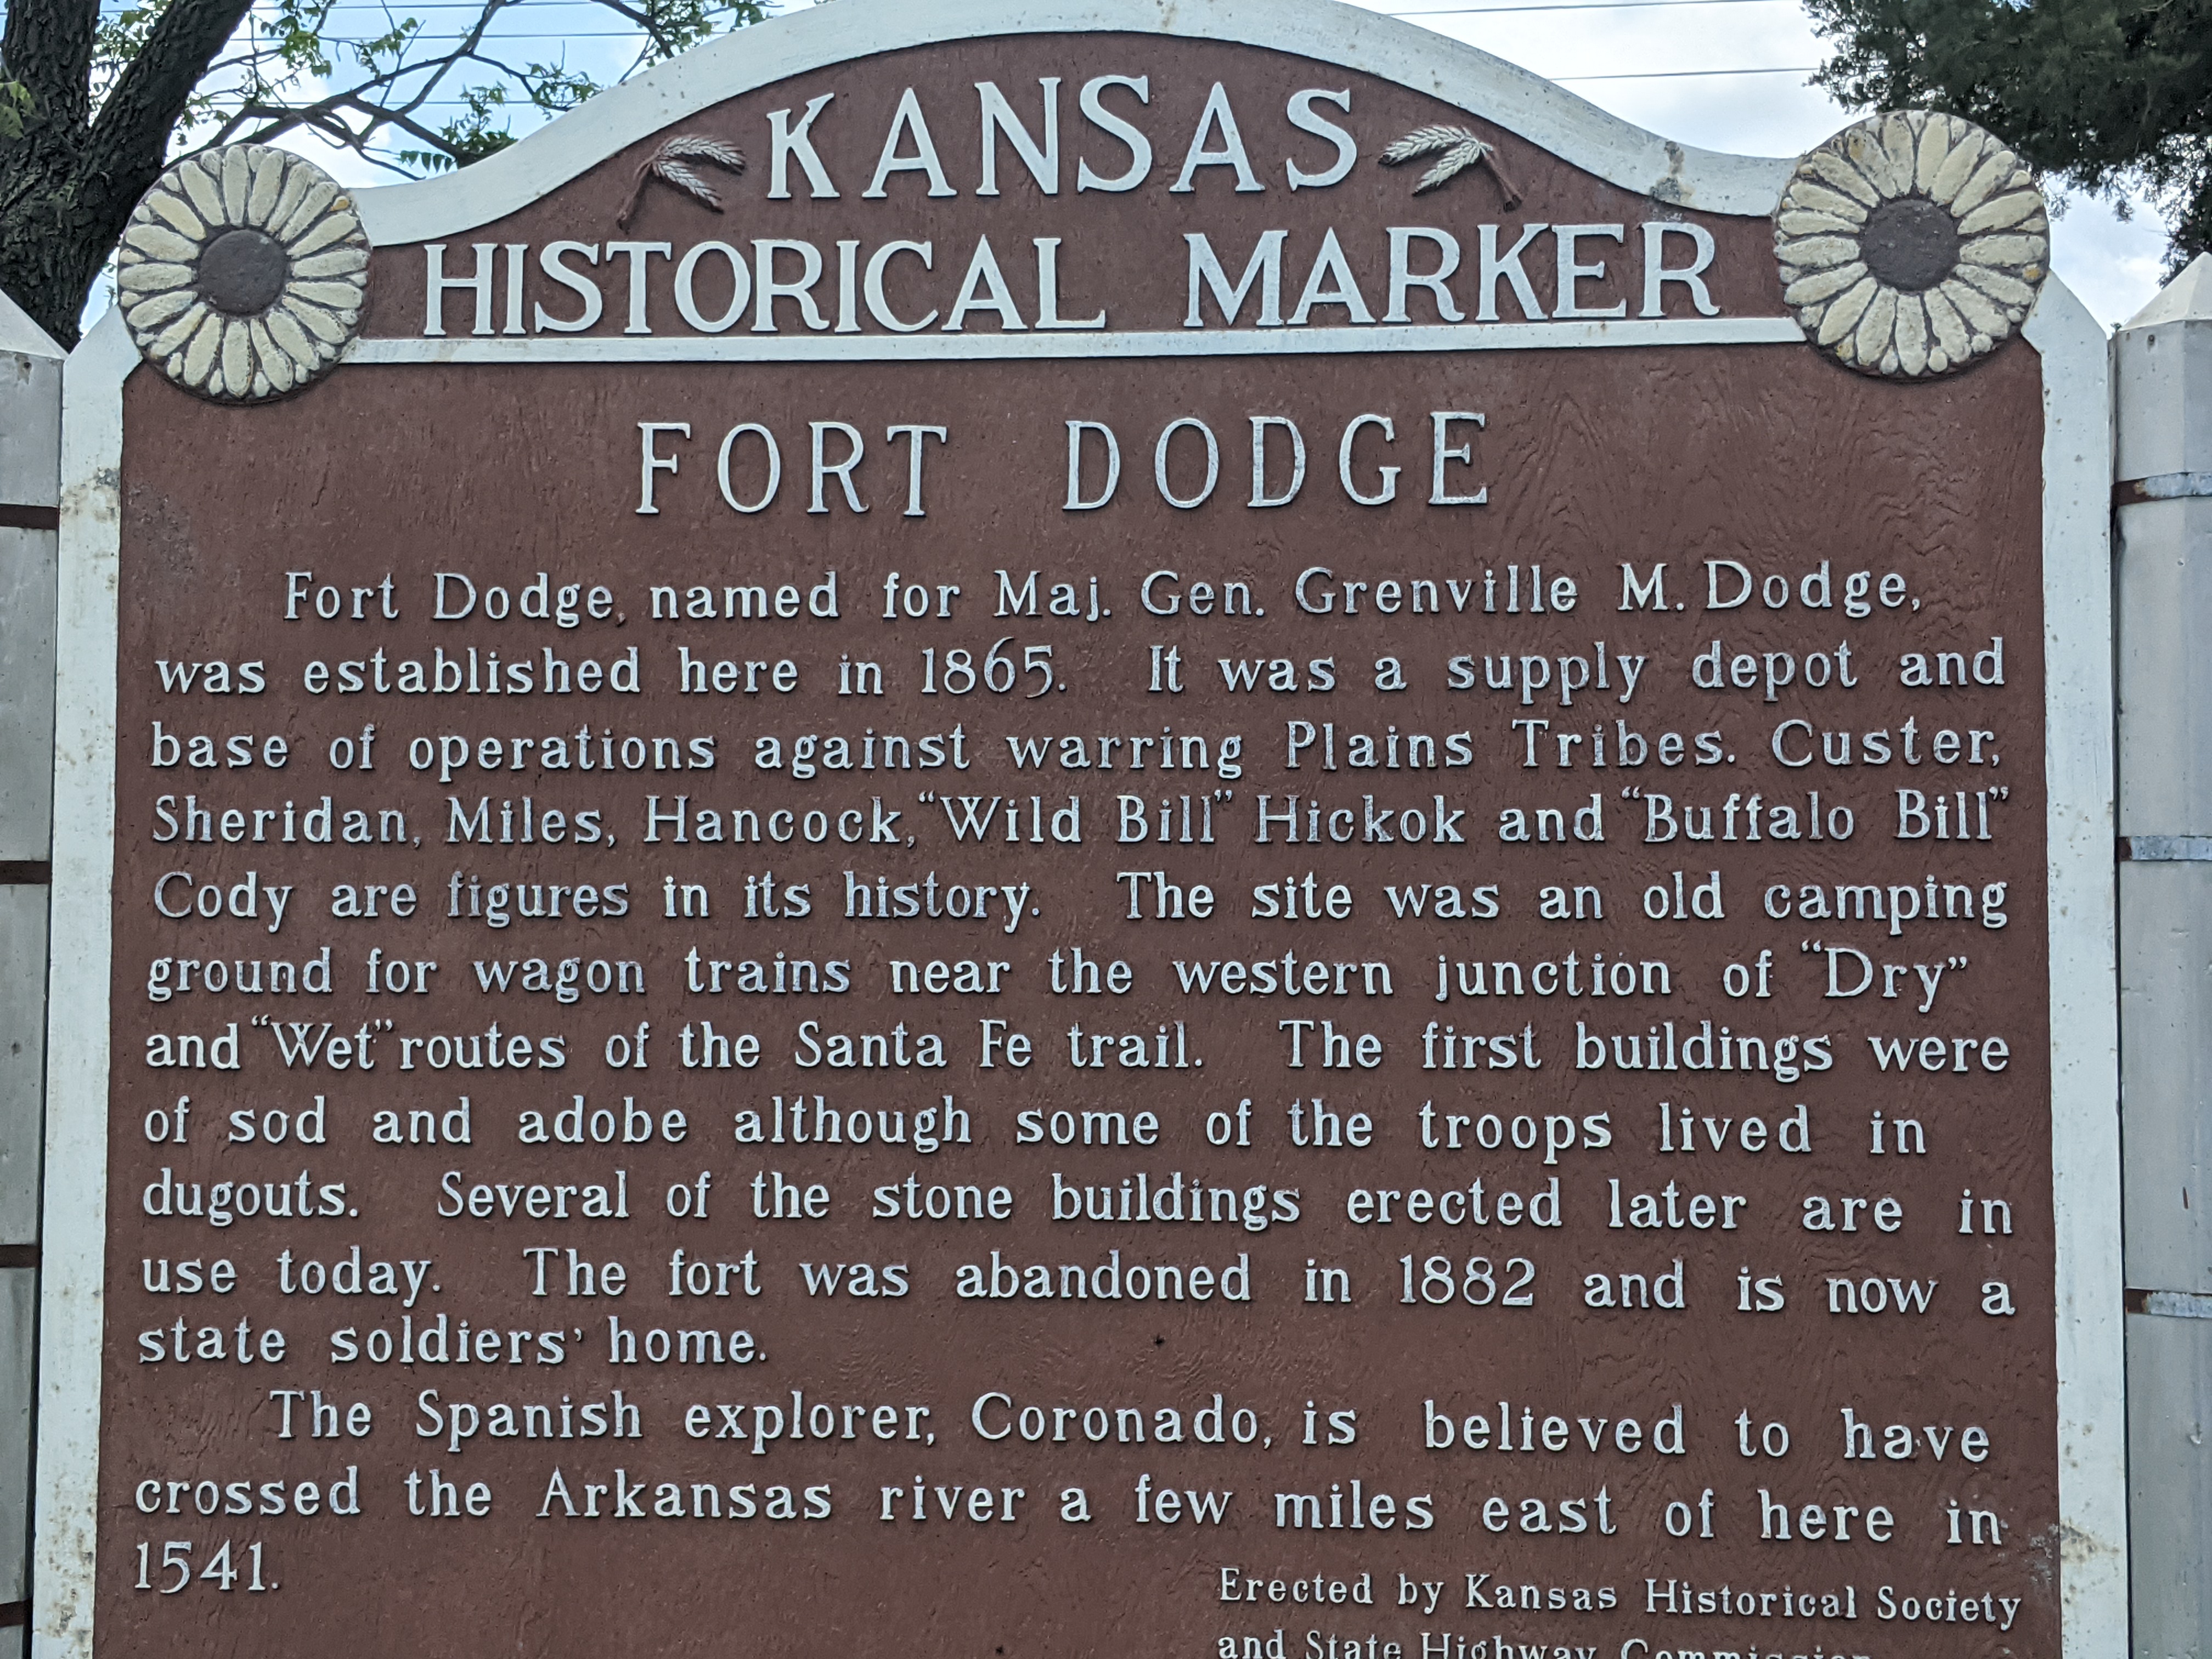 KANSAS
HISTORICAL MARKER
FORT DODGE
Fort Dodge, named for Maj. Gen. Grenville M. Dodge,
was established here in 1865. It was a supply depot and
base of operations against warring Plains Tribes. Custer,
Sheridan, Miles, Hancock, “Wild Bill” Hickok and “Buffalo Bill”
Cody are figures in its history. The site was an old camping
ground for wagon trains near the western junction of “Dry”
and “Wet” routes of the Santa Fe trail. The first buildings were
of sod and adobe although some of the troops lived in
dugouts. Several of the stone buildings erected later are in
use today. The fort was abandoned in 1882 and is now a
state soldiers’ home.
The Spanish explorer, Coronado, is believed to have
crossed the Arkansas river a few miles east of here in
1541.
Erected by Kansas Historical Society
and State Highway Commission